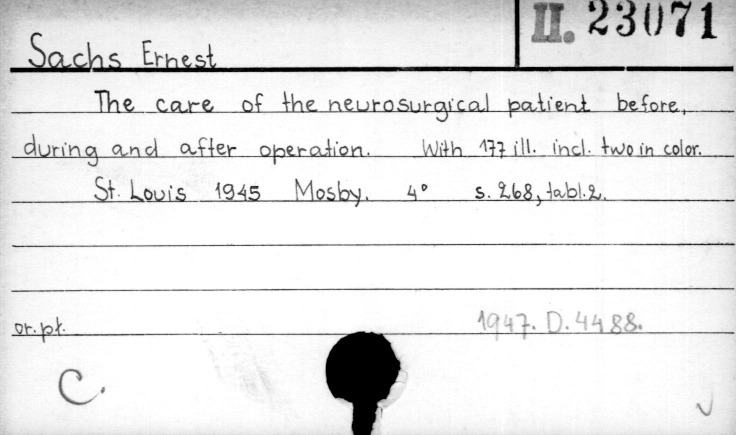 II. 23071
Sachs Ernest
The care of the neurosurgical patient before,
during and after operation. With 177 ill. incl. two in color.
St. Louis 1945 Mosby. 4° s. 268, tabl. 2.
or. pł. 1947. D. 4488.
C.